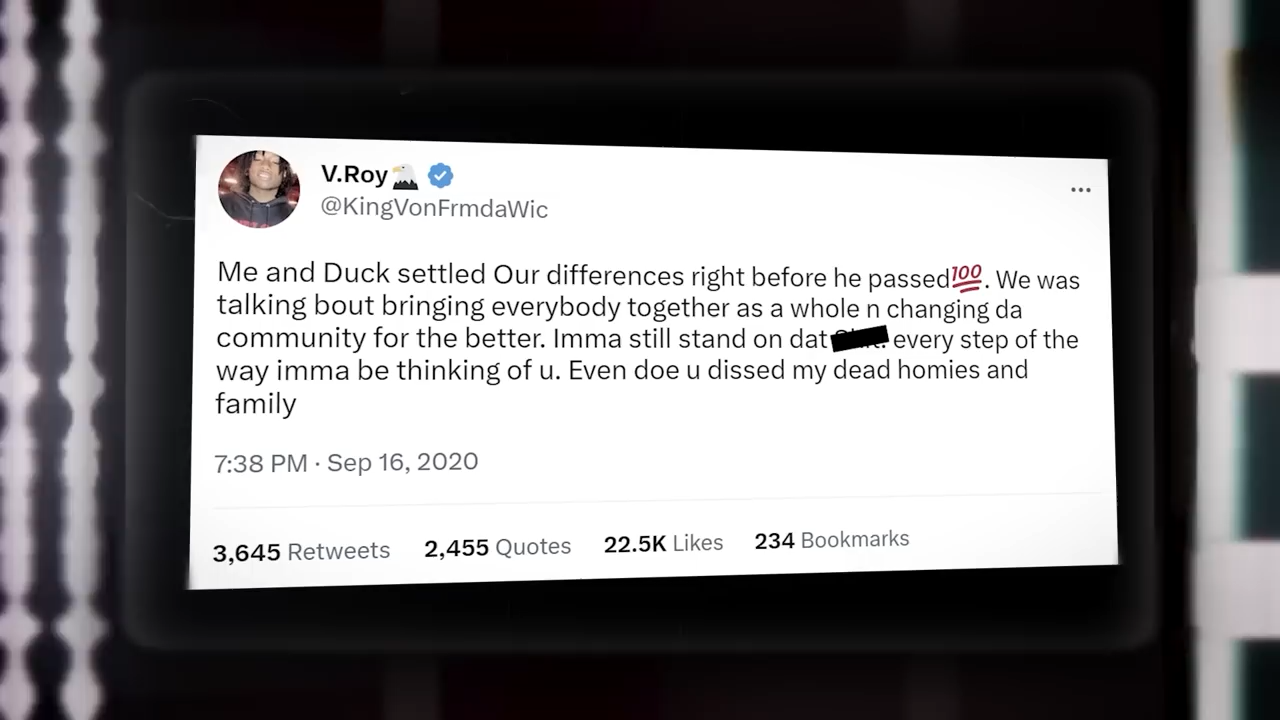 V.Roy🦅
@KingVonFrmdaWic
Me and Duck settled Our differences right before he passed💯. We was
talking bout bringing everybody together as a whole n changing da
community for the better. Imma still stand on dat every step of the
way imma be thinking of u. Even doe u dissed my dead homies and
family
7:38 PM · Sep 16, 2020
3,645 Retweets 2,455 Quotes 22.5K Likes 234 Bookmarks